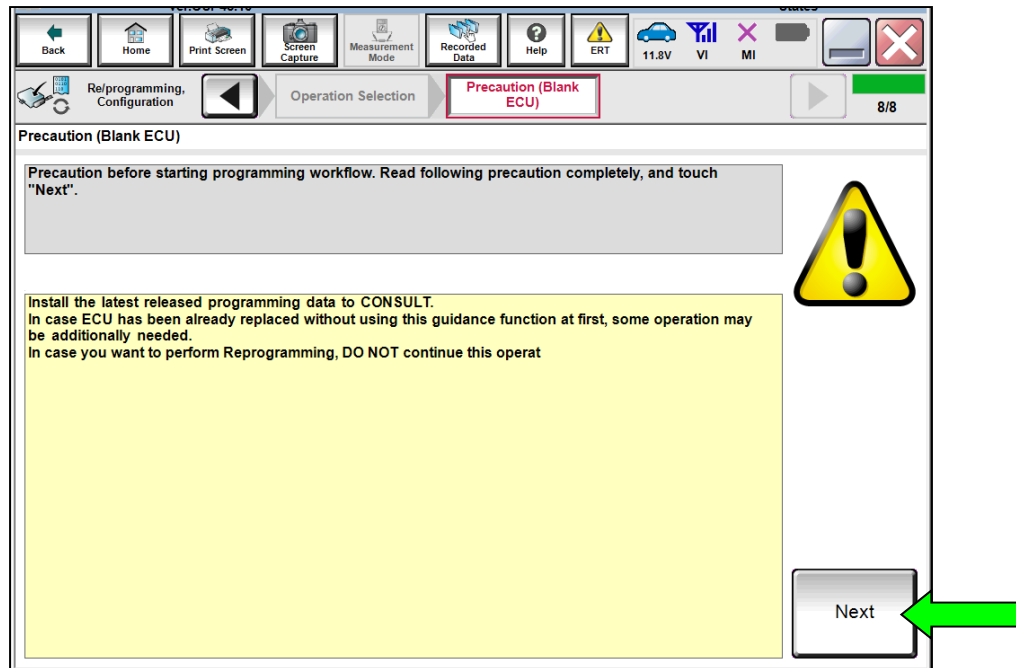 Back
Home
Print Screen
Screen
Capture
Measurement
Mode
Recorded
Data
Help
ERT
11.8V
VI
MI
Re/programming,
Configuration
Operation Selection
Precaution (Blank
ECU)
8/8
Precaution (Blank ECU)
Precaution before starting programming workflow. Read following precaution completely, and touch
"Next".
Install the latest released programming data to CONSULT.
In case ECU has been already replaced without using this guidance function at first, some operation may
be additionally needed.
In case you want to perform Reprogramming, DO NOT continue this operat
Next